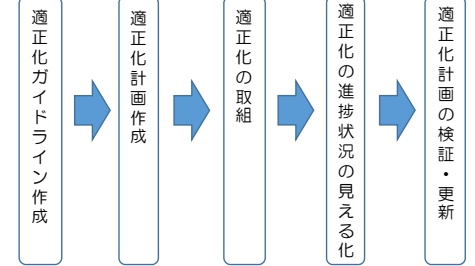 適正化ガイドライン作成
適正化計画作成
適正化の取組
適正化の進捗状況の見える化
適正化計画の検証・更新